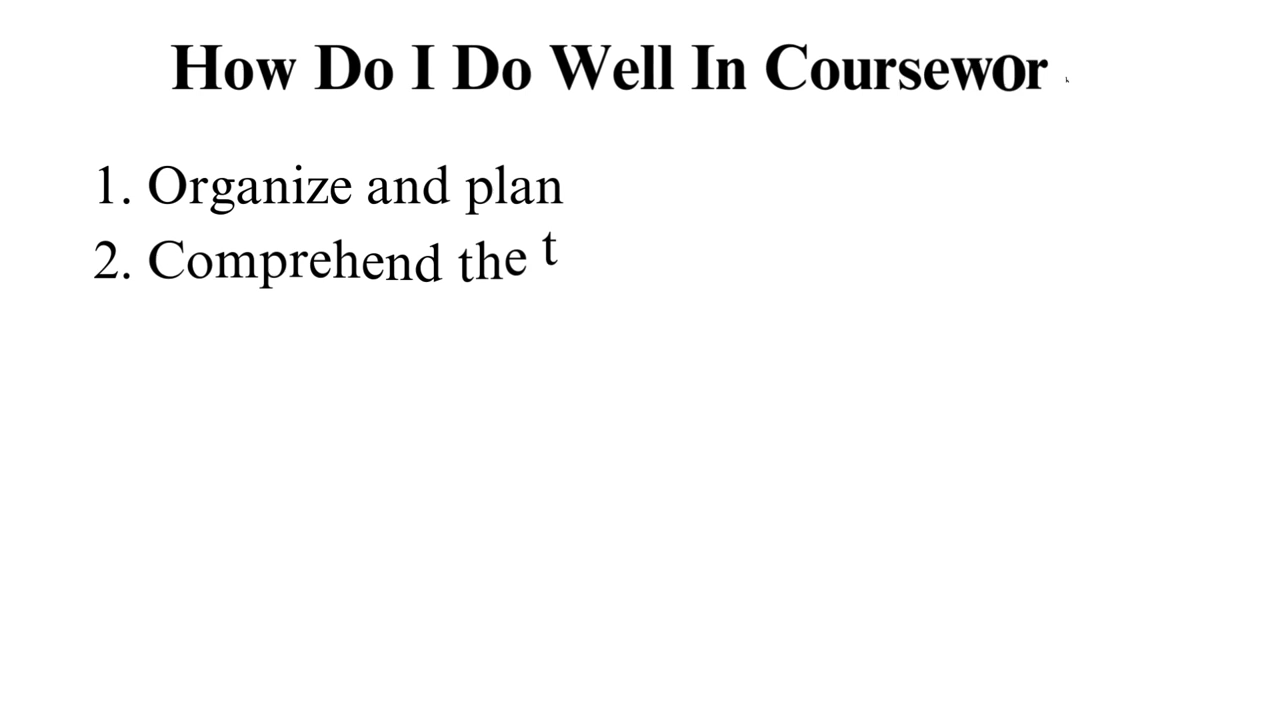 How Do I Do Well In Coursewor
1. Organize and plan
2. Comprehend the t